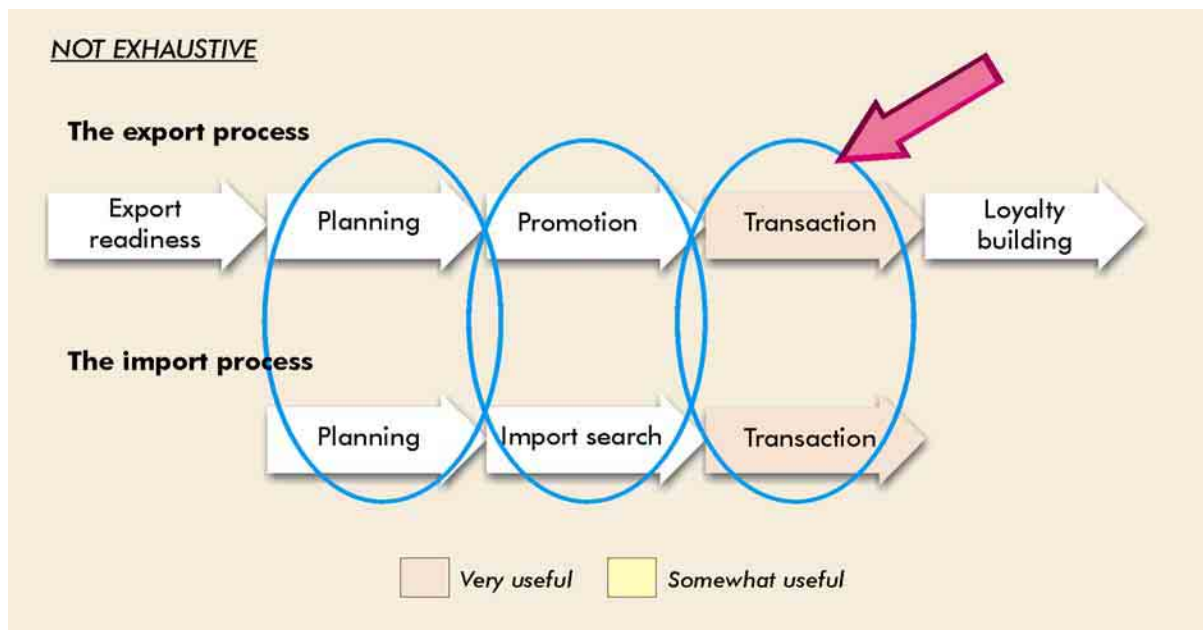 NOT EXHAUSTIVE
The export process
Export
readiness
Planning
Promotion
Transaction
Loyalty
building
The import process
Planning
Import search
Transaction
Very useful
Somewhat useful